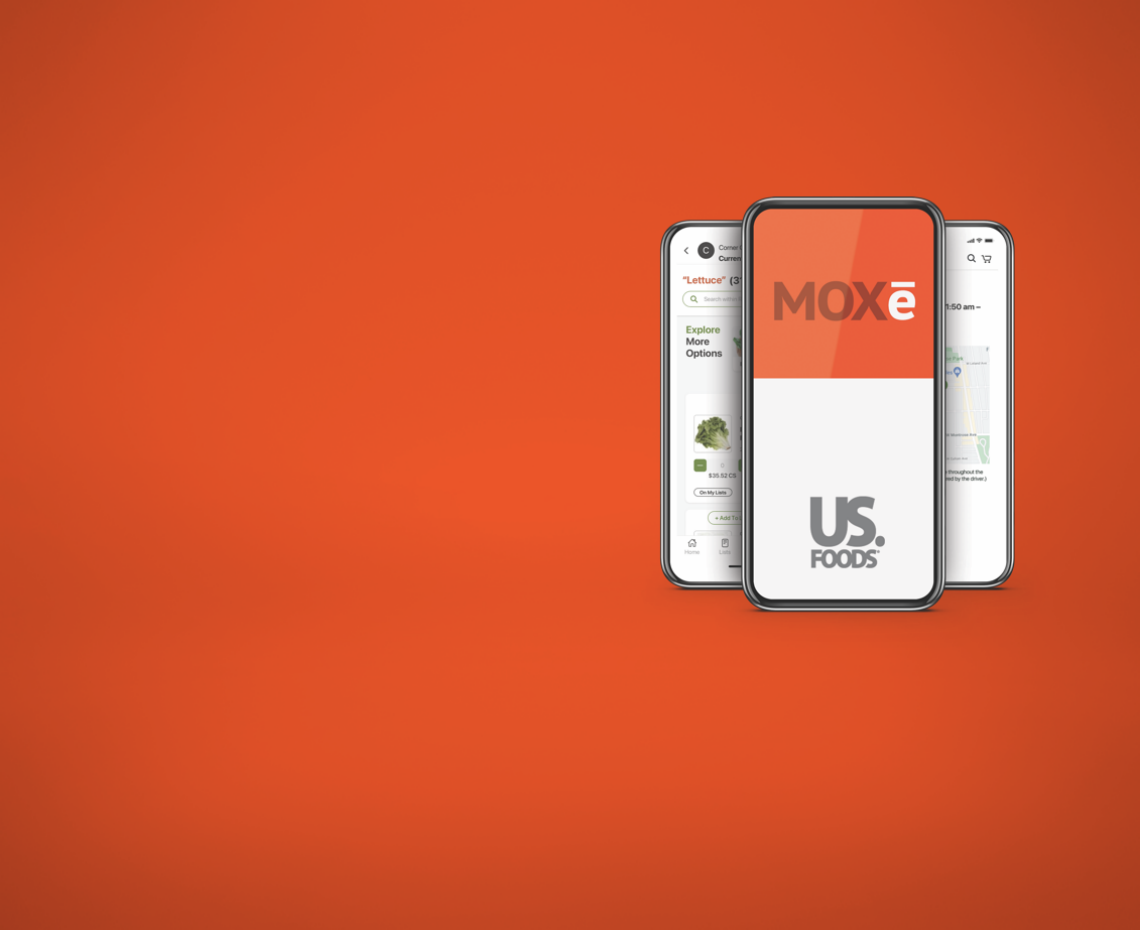 C
Corner
Curren
"Lettuce" (3
Search within
Explore
More
Options
$35.52 CS
On My Lists
+ Add To
Home
Lists
MOXē
US.
FOODS
1:50 am –
throughout the
ed by the driver.)